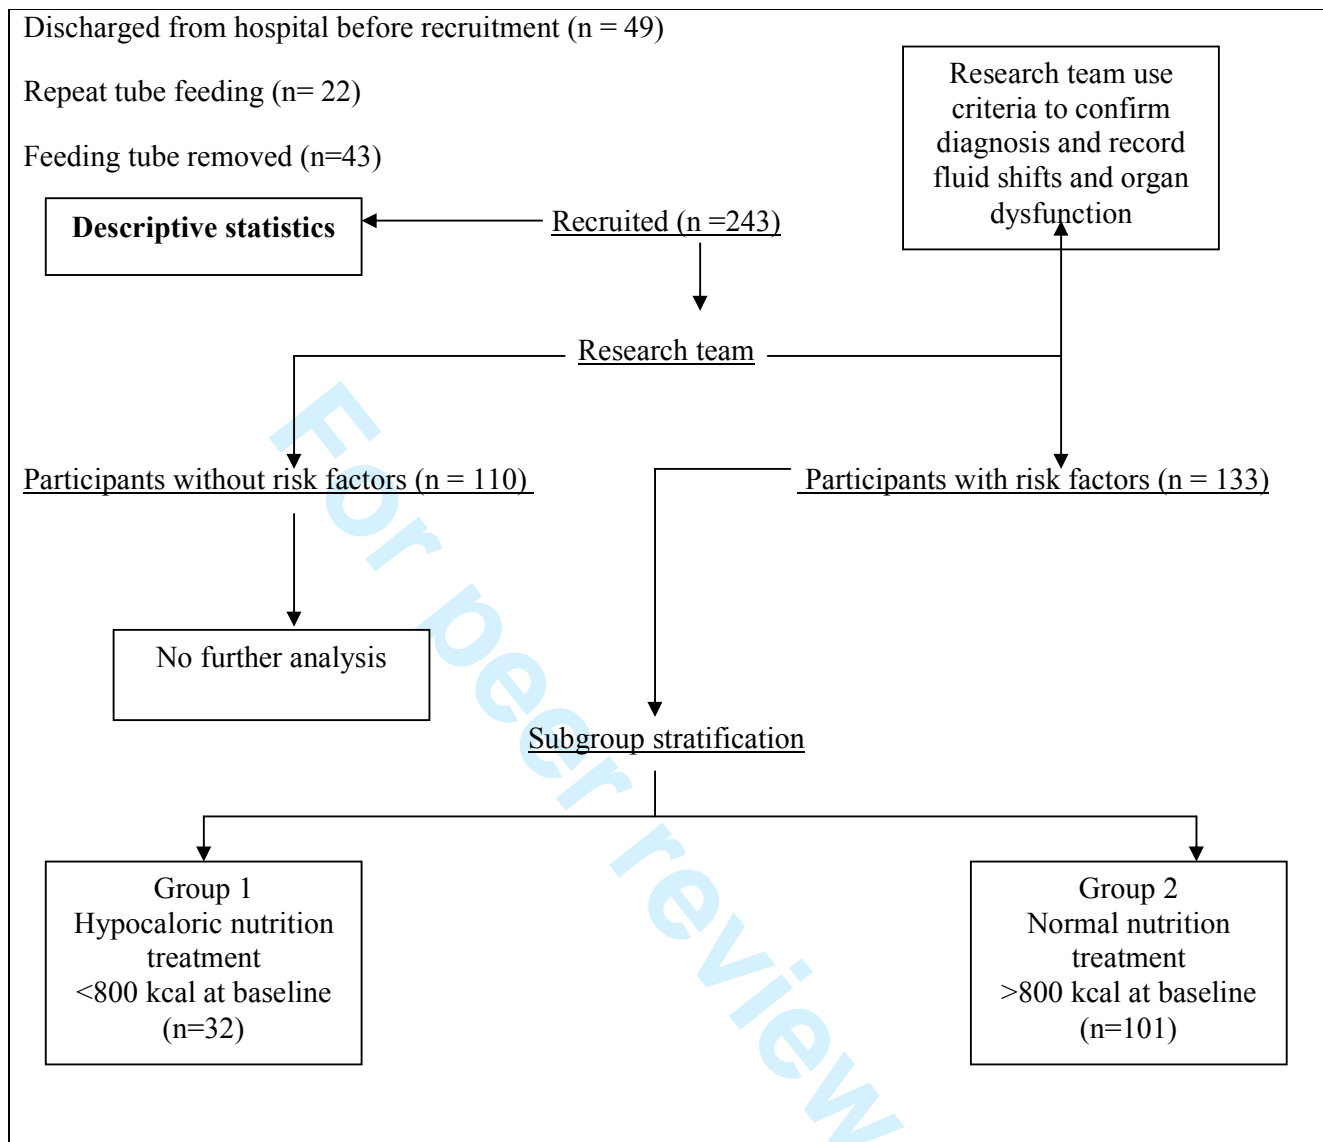 Discharged from hospital before recruitment (n = 49)
Repeat tube feeding (n= 22)
Feeding tube removed (n=43)
Research team use
criteria to confirm
diagnosis and record
fluid shifts and organ
dysfunction
Descriptive statistics
Recruited (n =243)
Research team
Participants without risk factors (n = 110)
Participants with risk factors (n = 133)
No further analysis
Subgroup stratification
Group 1
Hypocaloric nutrition
treatment
<800 kcal at baseline
(n=32)
Group 2
Normal nutrition
treatment
>800 kcal at baseline
(n=101)
For peer review